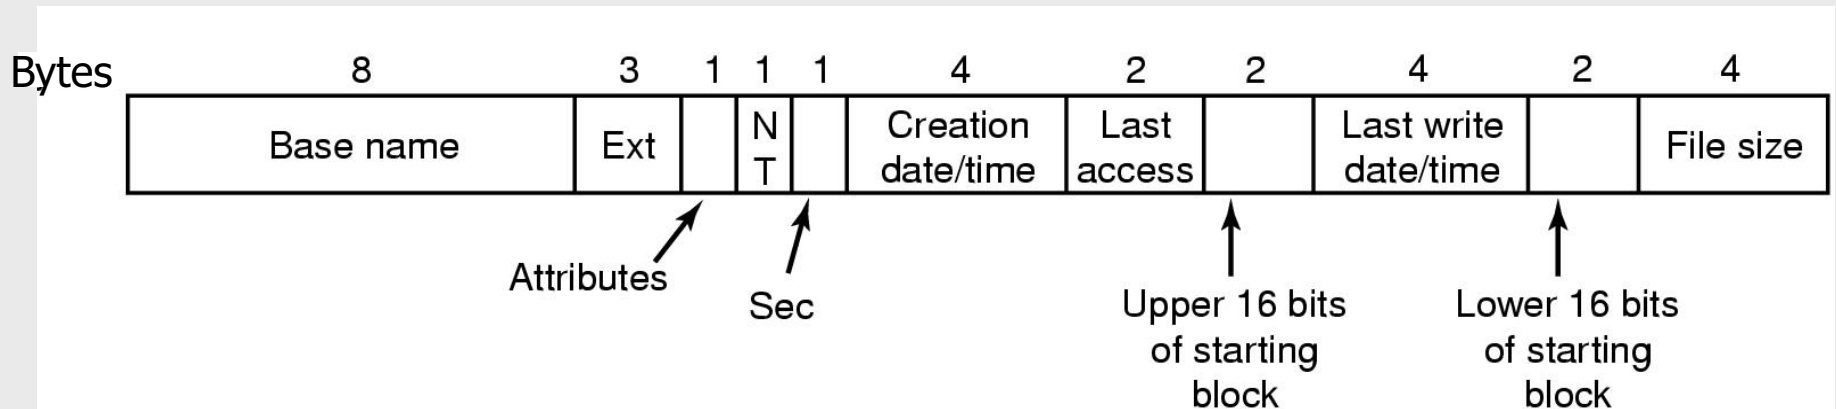 Bytes 8 3 1 1 1 4 2 2 4 2 4
Base name
Ext
N
T
Creation
date/time
Last
access
Last write
date/time
File size
Attributes
Sec
Upper 16 bits
of starting
block
Lower 16 bits
of starting
block